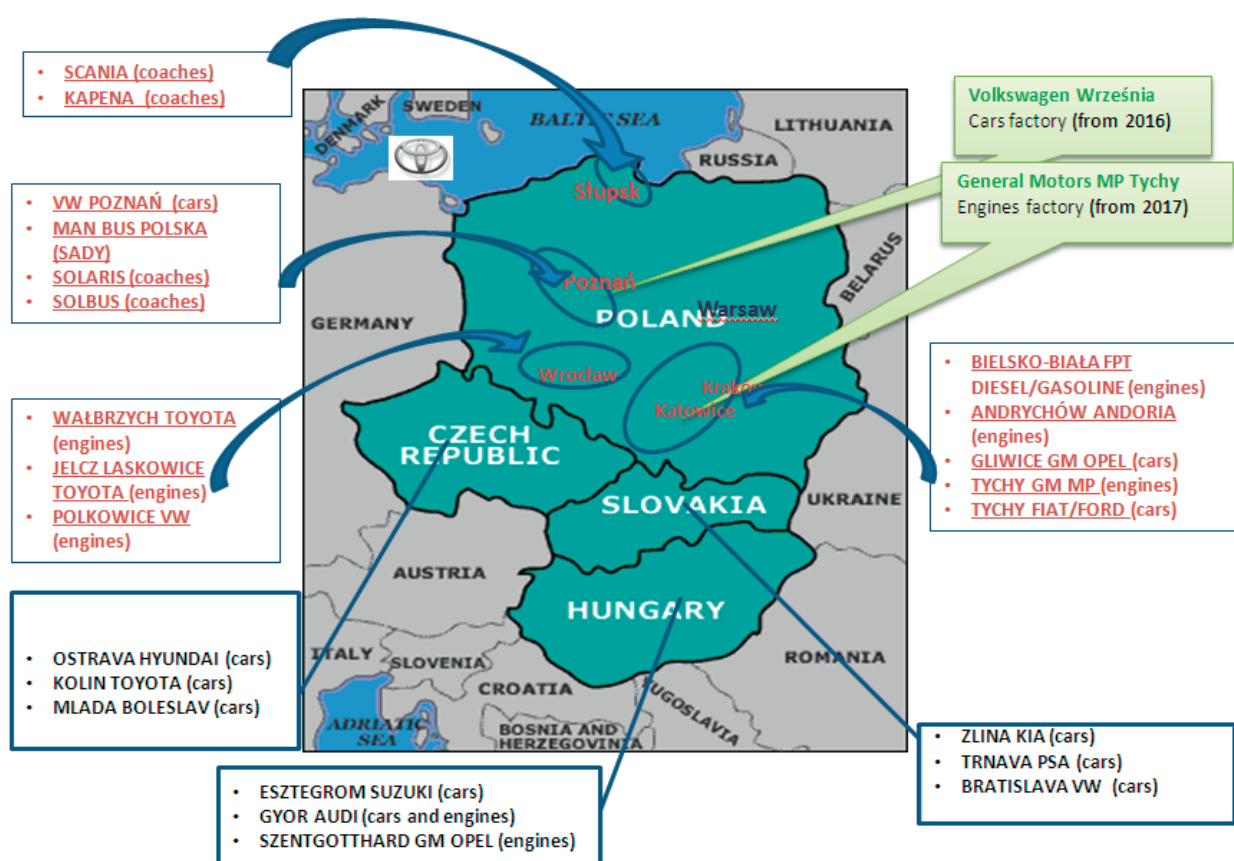 • SCANIA (coaches)
• KAPENA (coaches)
• VW POZNAŃ (cars)
• MAN BUS POLSKA
(SADY)
• SOLARIS (coaches)
• SOLBUS (coaches)
• WAŁBRZYCH TOYOTA
(engines)
• JELCZ LASKOWICE
TOYOTA (engines)
• POLKOWICE VW
(engines)
• OSTRAVA HYUNDAI (cars)
• KOLIN TOYOTA (cars)
• MLADA BOLESLAV (cars)
• ESZTEGROM SUZUKI (cars)
• GYOR AUDI (cars and engines)
• SZENTGOTTHARD GM OPEL (engines)
DENMARK
SWEDEN
BALTIC SEA
LITHUANIA
RUSSIA
Słupsk
BELARUS
Poznań
GERMANY
POLAND
Warsaw
Wrocław
Kraków
Katowice
CZECH
REPUBLIC
SLOVAKIA
UKRAINE
AUSTRIA
HUNGARY
ITALY
SLOVENIA
ROMANIA
CROATIA
YUGOSLAVIA
ADRIATIC
SEA
BOSNIA AND
HERZEGOVINIA
Volkswagen Września
Cars factory (from 2016)
General Motors MP Tychy
Engines factory (from 2017)
• BIELSKO-BIAŁA FPT
DIESEL/GASOLINE (engines)
• ANDRYCHÓW ANDORIA
(engines)
• GLIWICE GM OPEL (cars)
• TYCHY GM MP (engines)
• TYCHY FIAT/FORD (cars)
• ZLINA KIA (cars)
• TRNAVA PSA (cars)
• BRATISLAVA VW (cars)